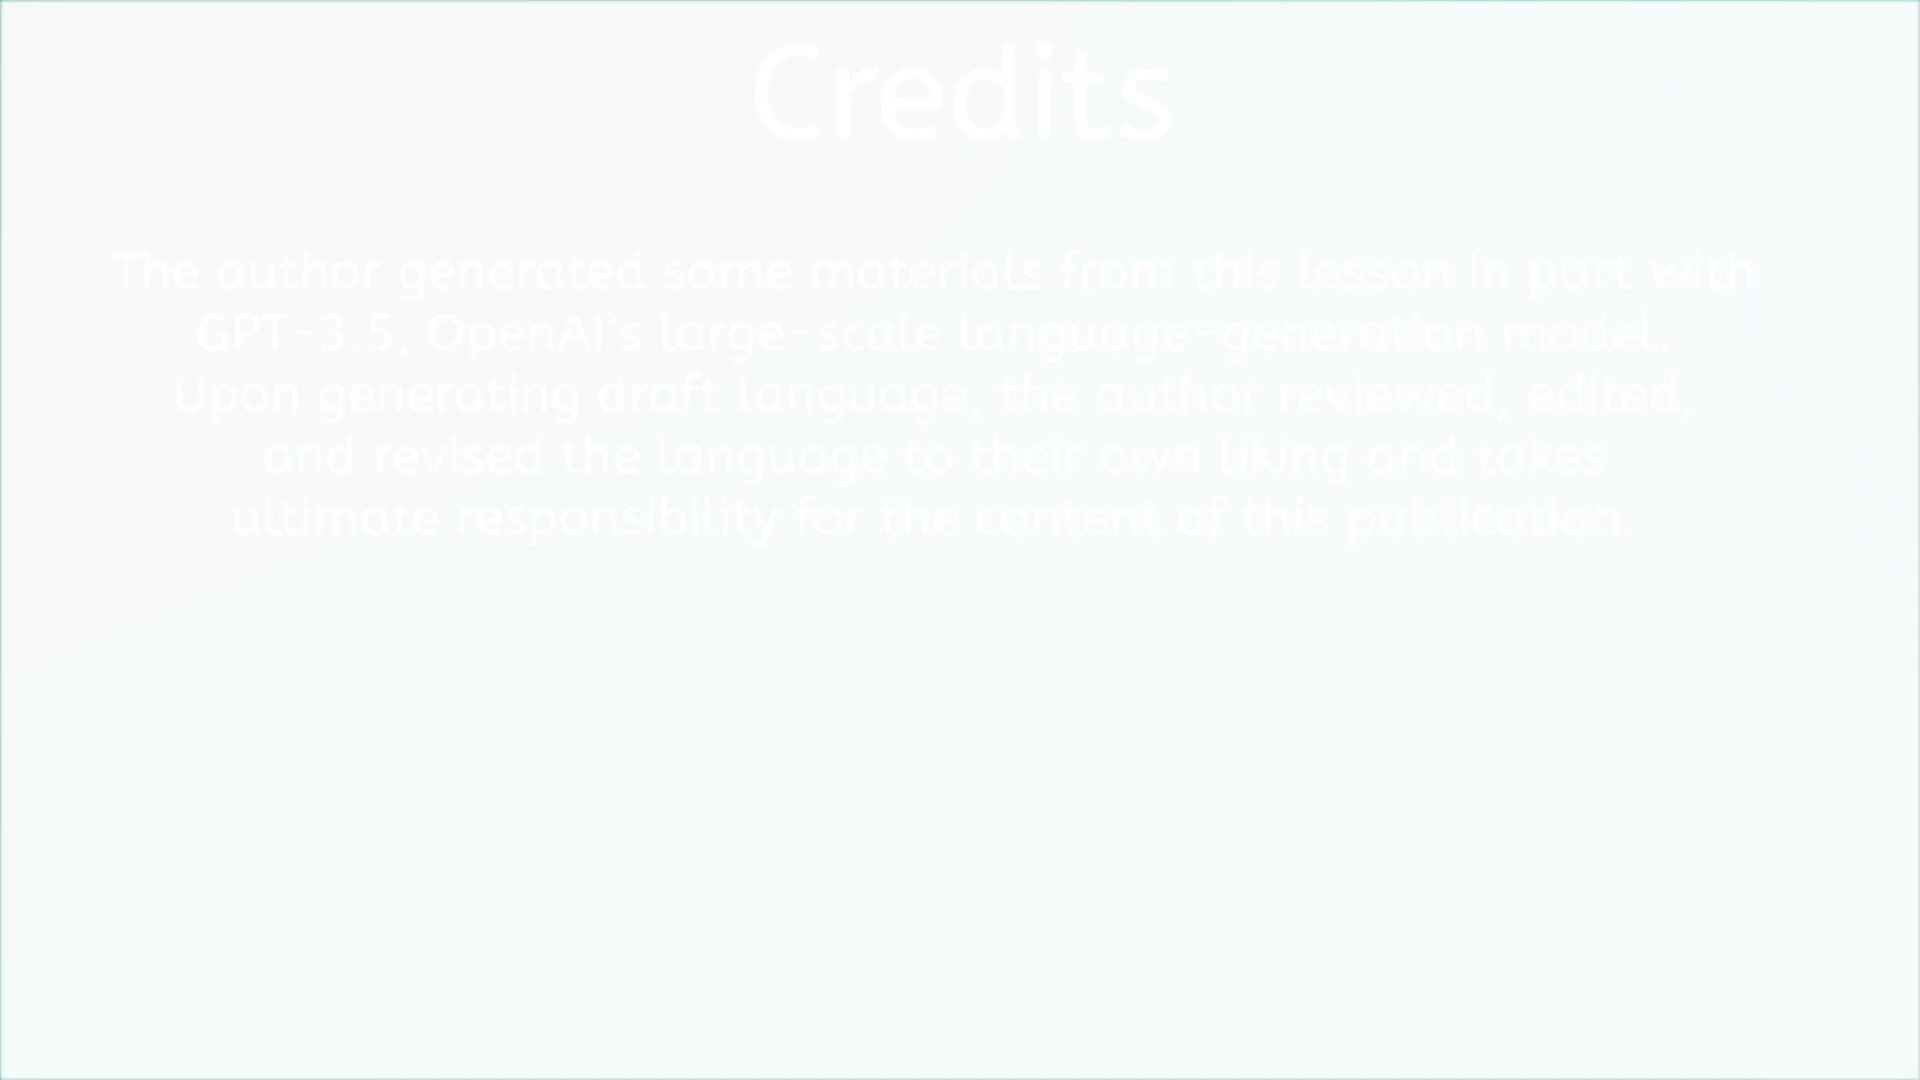 Credits
The author generated some materials from this lesson in part with
GPT-3.5, OpenAI's large-scale language-generation model.
Upon generating draft language, the author reviewed, edited,
and revised the language to their own liking and takes
ultimate responsibility for the content of this publication.